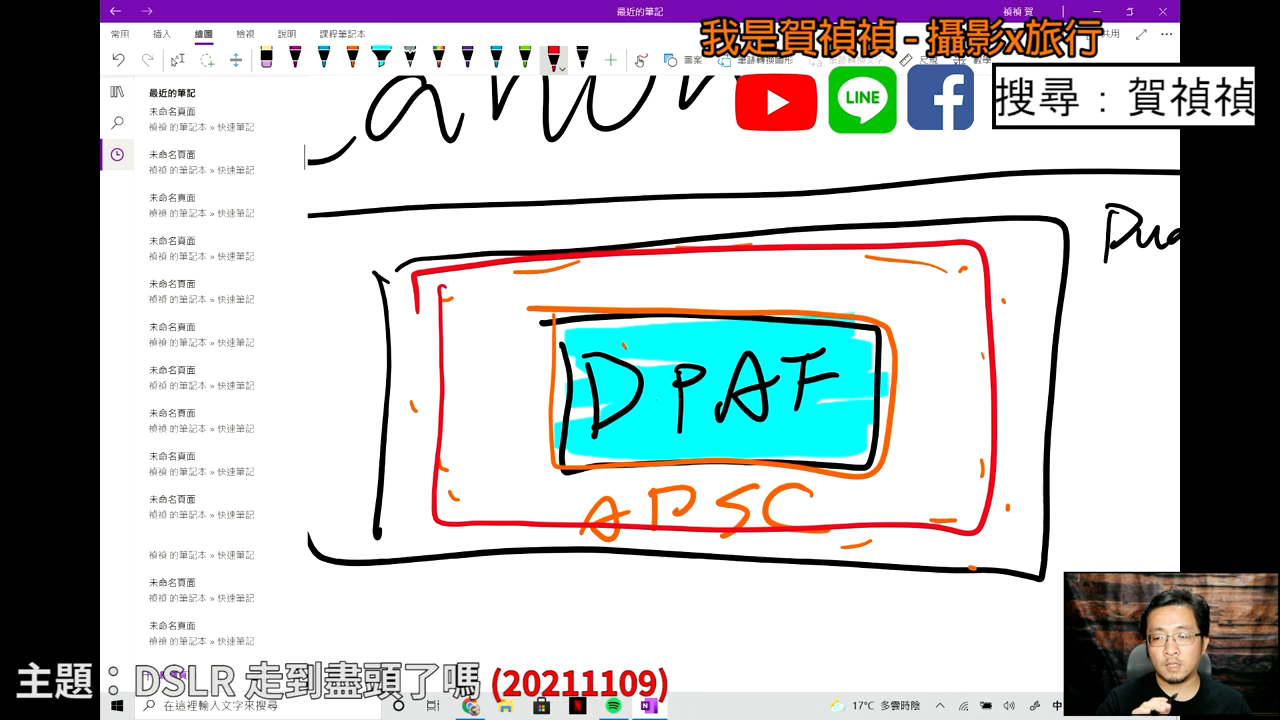 最近的筆記
禎禎 賀
我是賀禎禎 - 攝影x旅行
常用 插入 繪圖 檢視 說明 課程筆記本
共用
圖案 筆跡轉換圖形
LINE
搜尋：賀禎禎
最近的筆記
未命名頁面
禎禎 的筆記本 » 快速筆記
未命名頁面
禎禎 的筆記本 » 快速筆記
未命名頁面
禎禎 的筆記本 » 快速筆記
未命名頁面
禎禎 的筆記本 » 快速筆記
未命名頁面
禎禎 的筆記本 » 快速筆記
未命名頁面
禎禎 的筆記本 » 快速筆記
未命名頁面
禎禎 的筆記本 » 快速筆記
未命名頁面
禎禎 的筆記本 » 快速筆記
未命名頁面
禎禎 的筆記本 » 快速筆記
未命名頁面
禎禎 的筆記本 » 快速筆記
禎禎 的筆記本 » 快速筆記
未命名頁面
禎禎 的筆記本 » 快速筆記
未命名頁面
禎禎 的筆記本 » 快速筆記
DPAF
APSC
主題：DSLR 走到盡頭了嗎 (20211109)
在這裡輸入文字來搜尋
17°C 多雲時陰
中